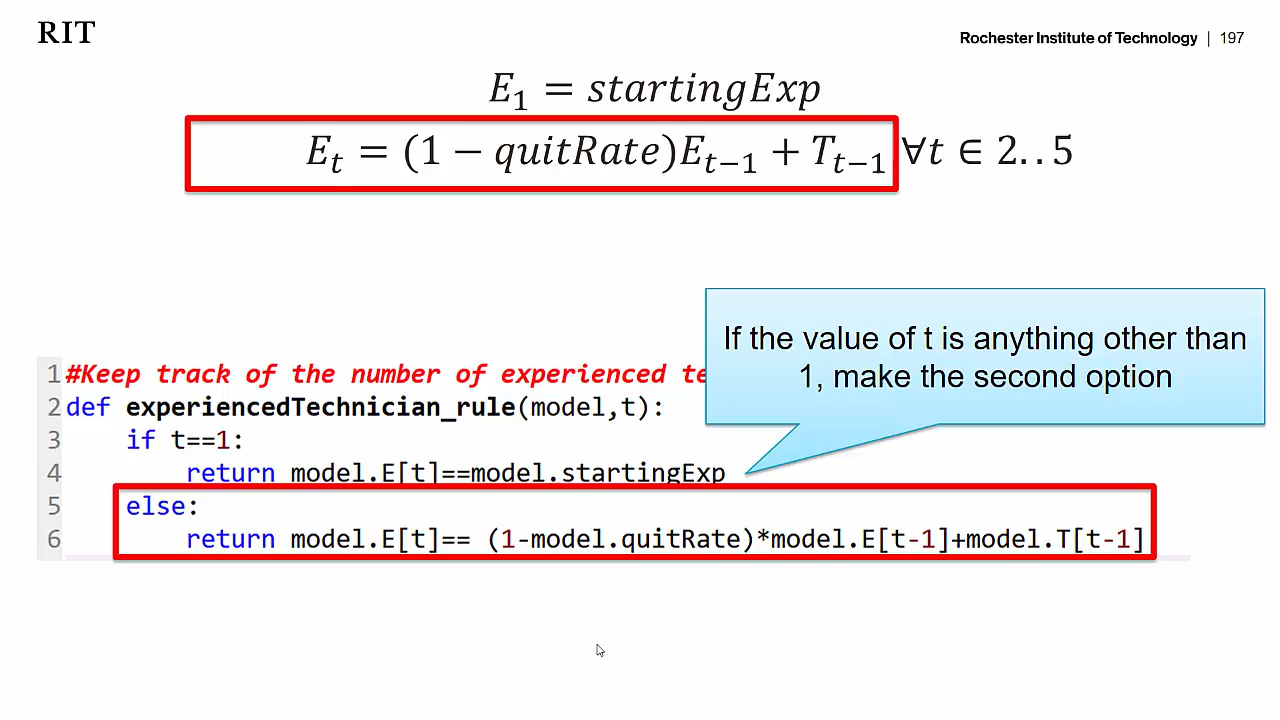 RIT
Rochester Institute of Technology | 197
E₁ = startingExp
Eₜ = (1 − quitRate)Eₜ₋₁ + Tₜ₋₁ ∀t ∈ 2..5
If the value of t is anything other than
1, make the second option
1 #Keep track of the number of experienced te
2 def experiencedTechnician_rule(model,t):
3 if t==1:
4 return model.E[t]==model.startingExp
5 else:
6 return model.E[t]== (1-model.quitRate)*model.E[t-1]+model.T[t-1]